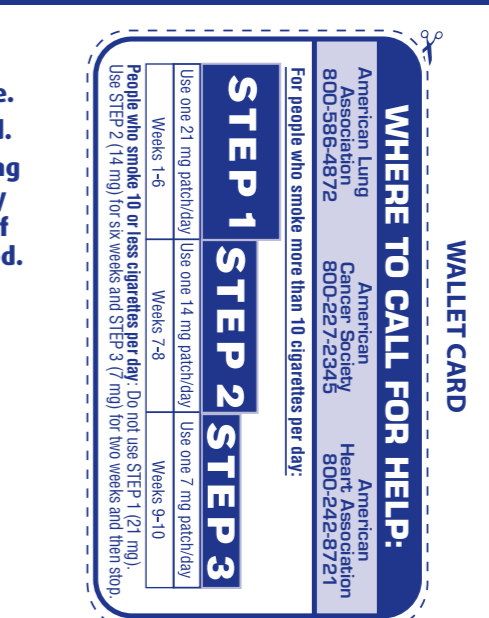 e.
d.
ng
y
f
d.
WALLET CARD
WHERE TO CALL FOR HELP:
American Lung
Association
800-586-4872
American
Cancer Society
800-227-2345
American
Heart Association
800-242-8721
For people who smoke more than 10 cigarettes per day:
STEP 1 STEP 2 STEP 3
Use one 21 mg patch/day Use one 14 mg patch/day Use one 7 mg patch/day
Weeks 1-6 Weeks 7-8 Weeks 9-10
People who smoke 10 or less cigarettes per day: Do not use STEP 1 (21 mg).
Use STEP 2 (14 mg) for six weeks and STEP 3 (7 mg) for two weeks and then stop.